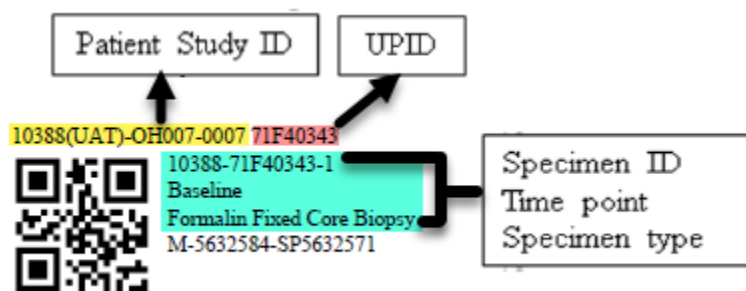 Patient Study ID
UPID
10388(UAT)-OH007-0007 71F40343
10388-71F40343-1
Baseline
Formalin Fixed Core Biopsy
M-5632584-SP5632571
Specimen ID
Time point
Specimen type